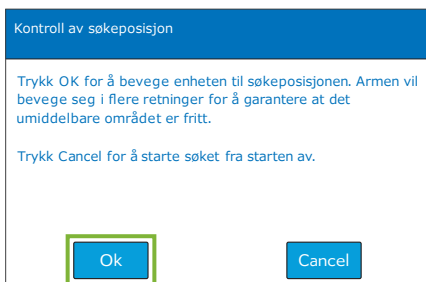 Kontroll av søkeposisjon
Trykk OK for å bevege enheten til søkeposisjonen. Armen vil
bevege seg i flere retninger for å garantere at det
umiddelbare området er fritt.
Trykk Cancel for å starte søket fra starten av.
Ok
Cancel